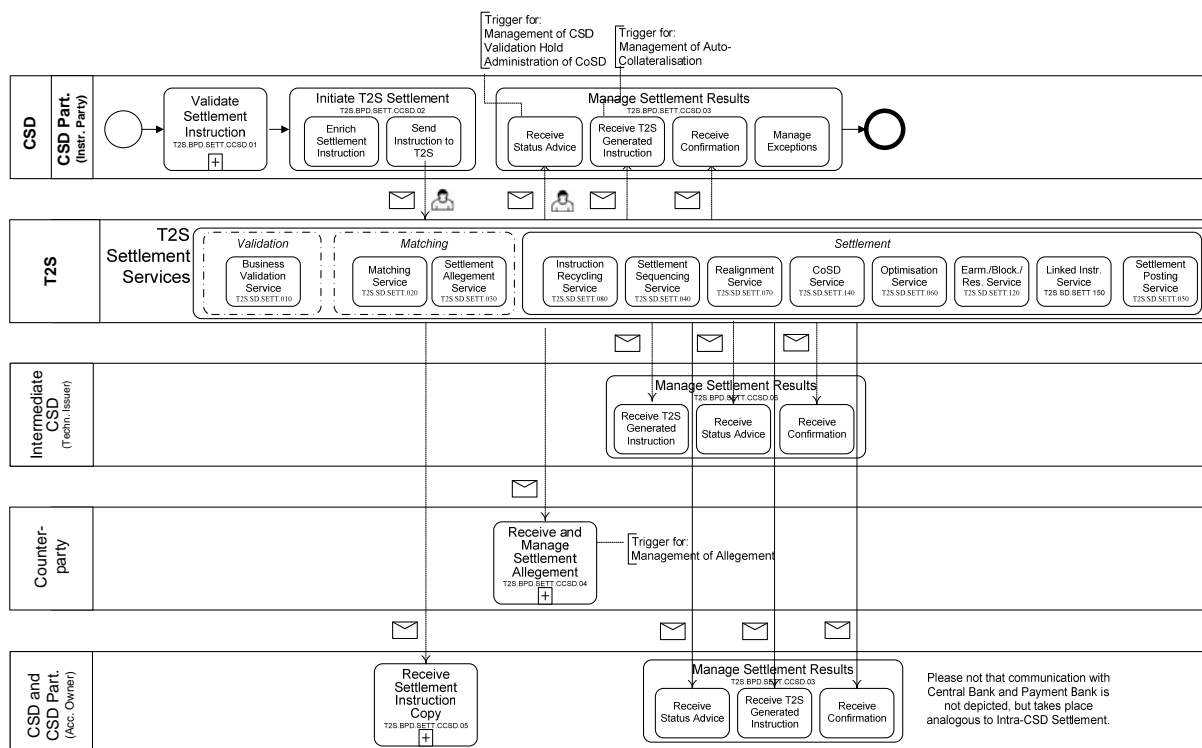 Trigger for:
Management of CSD
Validation Hold
Administration of CoSD
Trigger for:
Management of Auto-
Collateralisation
CSD
CSD Part.
(Instr. Party)
Validate
Settlement
Instruction
T2S.BPD.SETT.CCSD.01
+
Initiate T2S Settlement
T2S.BPD.SETT.CCSD.02
Enrich
Settlement
Instruction
Send
Instruction to
T2S
Manage Settlement Results
T2S.BPD.SETT.CCSD.03
Receive
Status Advice
Receive T2S
Generated
Instruction
Receive
Confirmation
Manage
Exceptions
T2S
T2S
Settlement
Services
Validation
Business
Validation
Service
T2S.SD.SETT.010
Matching
Matching
Service
T2S.SD.SETT.020
Settlement
Allegement
Service
T2S.SD.SETT.030
Settlement
Instruction
Recycling
Service
T2S.SD.SETT.080
Settlement
Sequencing
Service
T2S.SD.SETT.040
Realignment
Service
T2S.SD.SETT.070
CoSD
Service
T2S.SD.SETT.140
Optimisation
Service
T2S.SD.SETT.060
Earm./Block./
Res. Service
T2S.SD.SETT.120
Linked Instr.
Service
T2S SD.SETT 150
Settlement
Posting
Service
T2S.SD.SETT.050
Intermediate
CSD
(Techn. Issuer)
Manage Settlement Results
T2S.BPD.SETT.CCSD.06
Receive T2S
Generated
Instruction
Receive
Status Advice
Receive
Confirmation
Counter-
party
Receive and
Manage
Settlement
Allegement
T2S.BPD.SETT.CCSD.04
+
Trigger for:
Management of Allegement
CSD and
CSD Part.
(Acc. Owner)
Receive
Settlement
Instruction
Copy
T2S.BPD.SETT.CCSD.05
+
Manage Settlement Results
T2S.BPD.SETT.CCSD.03
Receive
Status Advice
Receive T2S
Generated
Instruction
Receive
Confirmation
Please not that communication with
Central Bank and Payment Bank is
not depicted, but takes place
analogous to Intra-CSD Settlement.